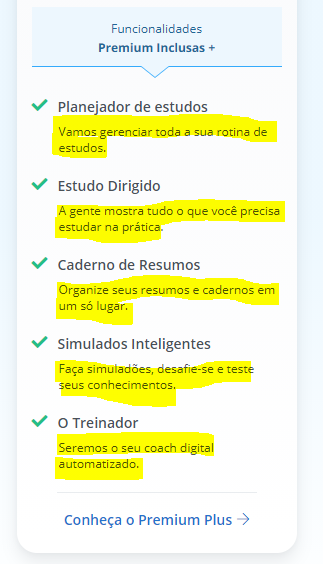 Funcionalidades
Premium Inclusas +
Planejador de estudos
Vamos gerenciar toda a sua rotina de
estudos.
Estudo Dirigido
A gente mostra tudo o que você precisa
estudar na prática.
Caderno de Resumos
Organize seus resumos e cadernos em
um só lugar.
Simulados Inteligentes
Faça simuladões, desafie-se e teste
seus conhecimentos.
O Treinador
Seremos o seu coach digital
automatizado.
Conheça o Premium Plus →